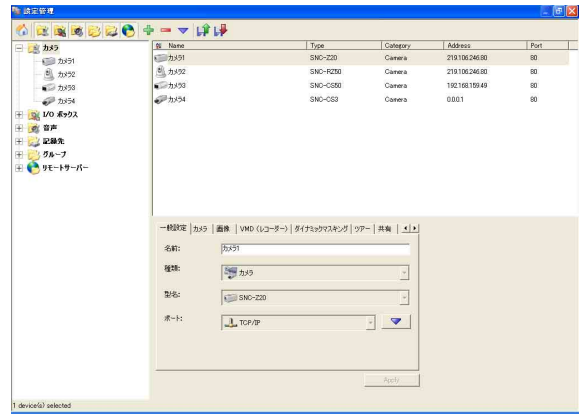 設定管理
Name Type Category Address Port
カメラ1 SNC-Z20 Camera 219.106.246.80 80
カメラ2 SNC-RZ50 Camera 219.106.246.80 80
カメラ3 SNC-CS50 Camera 192.168.159.49 80
カメラ4 SNC-CS3 Camera 0.0.0.1 80
カメラ
カメラ1
カメラ2
カメラ3
カメラ4
I/O ボックス
音声
記録先
グループ
リモートサーバー
一般設定 カメラ 画像 VMD (レコーダー) ダイナミックマスキング ツアー 共有
名前: カメラ1
種類: カメラ
型名: SNC-Z20
ポート: TCP/IP
Apply
1 device(s) selected